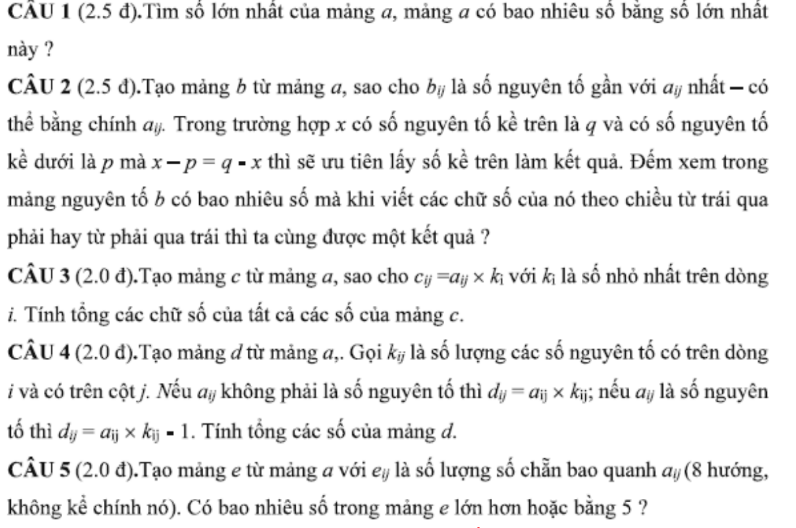 CÂU 1 (2.5 đ).Tìm số lớn nhất của mảng a, mảng a có bao nhiêu số bằng số lớn nhất
này ?
CÂU 2 (2.5 đ).Tạo mảng b từ mảng a, sao cho bij là số nguyên tố gần với aij nhất – có
thể bằng chính aij. Trong trường hợp x có số nguyên tố kề trên là q và có số nguyên tố
kề dưới là p mà x – p = q - x thì sẽ ưu tiên lấy số kề trên làm kết quả. Đếm xem trong
mảng nguyên tố b có bao nhiêu số mà khi viết các chữ số của nó theo chiều từ trái qua
phải hay từ phải qua trái thì ta cùng được một kết quả ?
CÂU 3 (2.0 đ).Tạo mảng c từ mảng a, sao cho cij =aij × ki với ki là số nhỏ nhất trên dòng
i. Tính tổng các chữ số của tất cả các số của mảng c.
CÂU 4 (2.0 đ).Tạo mảng d từ mảng a,. Gọi kij là số lượng các số nguyên tố có trên dòng
i và có trên cột j. Nếu aij không phải là số nguyên tố thì dij = aij × kij; nếu aij là số nguyên
tố thì dij = aij × kij - 1. Tính tổng các số của mảng d.
CÂU 5 (2.0 đ).Tạo mảng e từ mảng a với eij là số lượng số chẵn bao quanh aij (8 hướng,
không kể chính nó). Có bao nhiêu số trong mảng e lớn hơn hoặc bằng 5 ?